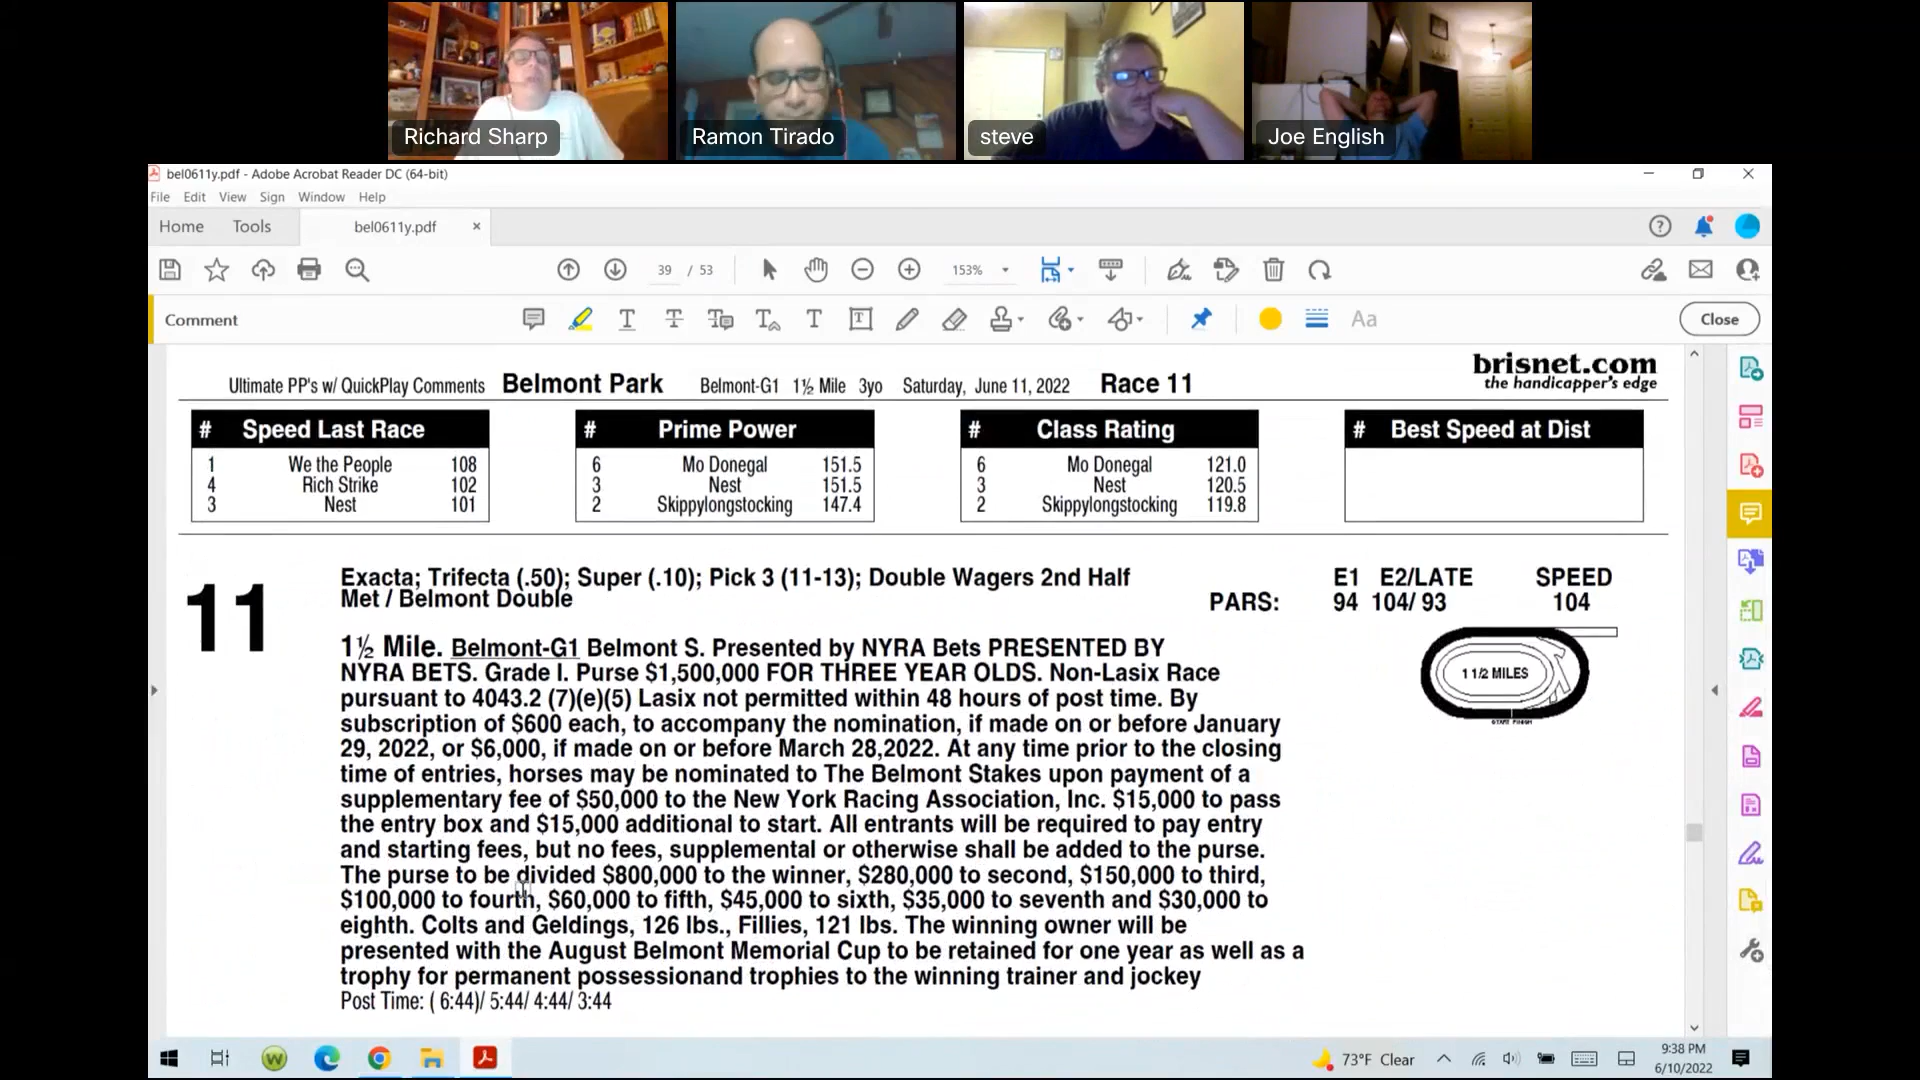 Richard Sharp
Ramon Tirado
steve
Joe English
bel0611y.pdf - Adobe Acrobat Reader DC (64-bit)
File Edit View Sign Window Help
Home Tools bel0611y.pdf ×
39 / 53 153%
Comment Aa Close
Ultimate PP's w/ QuickPlay Comments Belmont Park Belmont-G1 1½ Mile 3yo Saturday, June 11, 2022 Race 11
brisnet.com
the handicapper's edge
# Speed Last Race
1 We the People 108
4 Rich Strike 102
3 Nest 101
# Prime Power
6 Mo Donegal 151.5
3 Nest 151.5
2 Skippylongstocking 147.4
# Class Rating
6 Mo Donegal 121.0
3 Nest 120.5
2 Skippylongstocking 119.8
# Best Speed at Dist
11
Exacta; Trifecta (.50); Super (.10); Pick 3 (11-13); Double Wagers 2nd Half
Met / Belmont Double
E1 E2/LATE SPEED
PARS: 94 104/ 93 104
1 1/2 MILES
START FINISH
1½ Mile. Belmont-G1 Belmont S. Presented by NYRA Bets PRESENTED BY
NYRA BETS. Grade I. Purse $1,500,000 FOR THREE YEAR OLDS. Non-Lasix Race
pursuant to 4043.2 (7)(e)(5) Lasix not permitted within 48 hours of post time. By
subscription of $600 each, to accompany the nomination, if made on or before January
29, 2022, or $6,000, if made on or before March 28,2022. At any time prior to the closing
time of entries, horses may be nominated to The Belmont Stakes upon payment of a
supplementary fee of $50,000 to the New York Racing Association, Inc. $15,000 to pass
the entry box and $15,000 additional to start. All entrants will be required to pay entry
and starting fees, but no fees, supplemental or otherwise shall be added to the purse.
The purse to be divided $800,000 to the winner, $280,000 to second, $150,000 to third,
$100,000 to fourth, $60,000 to fifth, $45,000 to sixth, $35,000 to seventh and $30,000 to
eighth. Colts and Geldings, 126 lbs., Fillies, 121 lbs. The winning owner will be
presented with the August Belmont Memorial Cup to be retained for one year as well as a
trophy for permanent possessionand trophies to the winning trainer and jockey
Post Time: ( 6:44)/ 5:44/ 4:44/ 3:44
73°F Clear
9:38 PM
6/10/2022